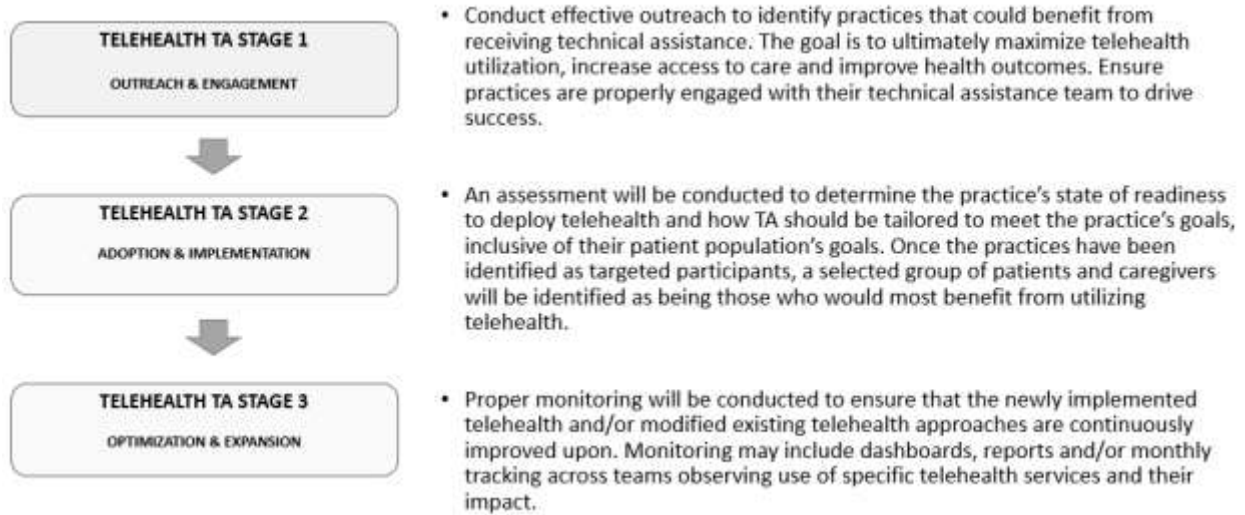 TELEHEALTH TA STAGE 1
OUTREACH & ENGAGEMENT
• Conduct effective outreach to identify practices that could benefit from
receiving technical assistance. The goal is to ultimately maximize telehealth
utilization, increase access to care and improve health outcomes. Ensure
practices are properly engaged with their technical assistance team to drive
success.
TELEHEALTH TA STAGE 2
ADOPTION & IMPLEMENTATION
• An assessment will be conducted to determine the practice's state of readiness
to deploy telehealth and how TA should be tailored to meet the practice's goals,
inclusive of their patient population's goals. Once the practices have been
identified as targeted participants, a selected group of patients and caregivers
will be identified as being those who would most benefit from utilizing
telehealth.
TELEHEALTH TA STAGE 3
OPTIMIZATION & EXPANSION
• Proper monitoring will be conducted to ensure that the newly implemented
telehealth and/or modified existing telehealth approaches are continuously
improved upon. Monitoring may include dashboards, reports and/or monthly
tracking across teams observing use of specific telehealth services and their
impact.